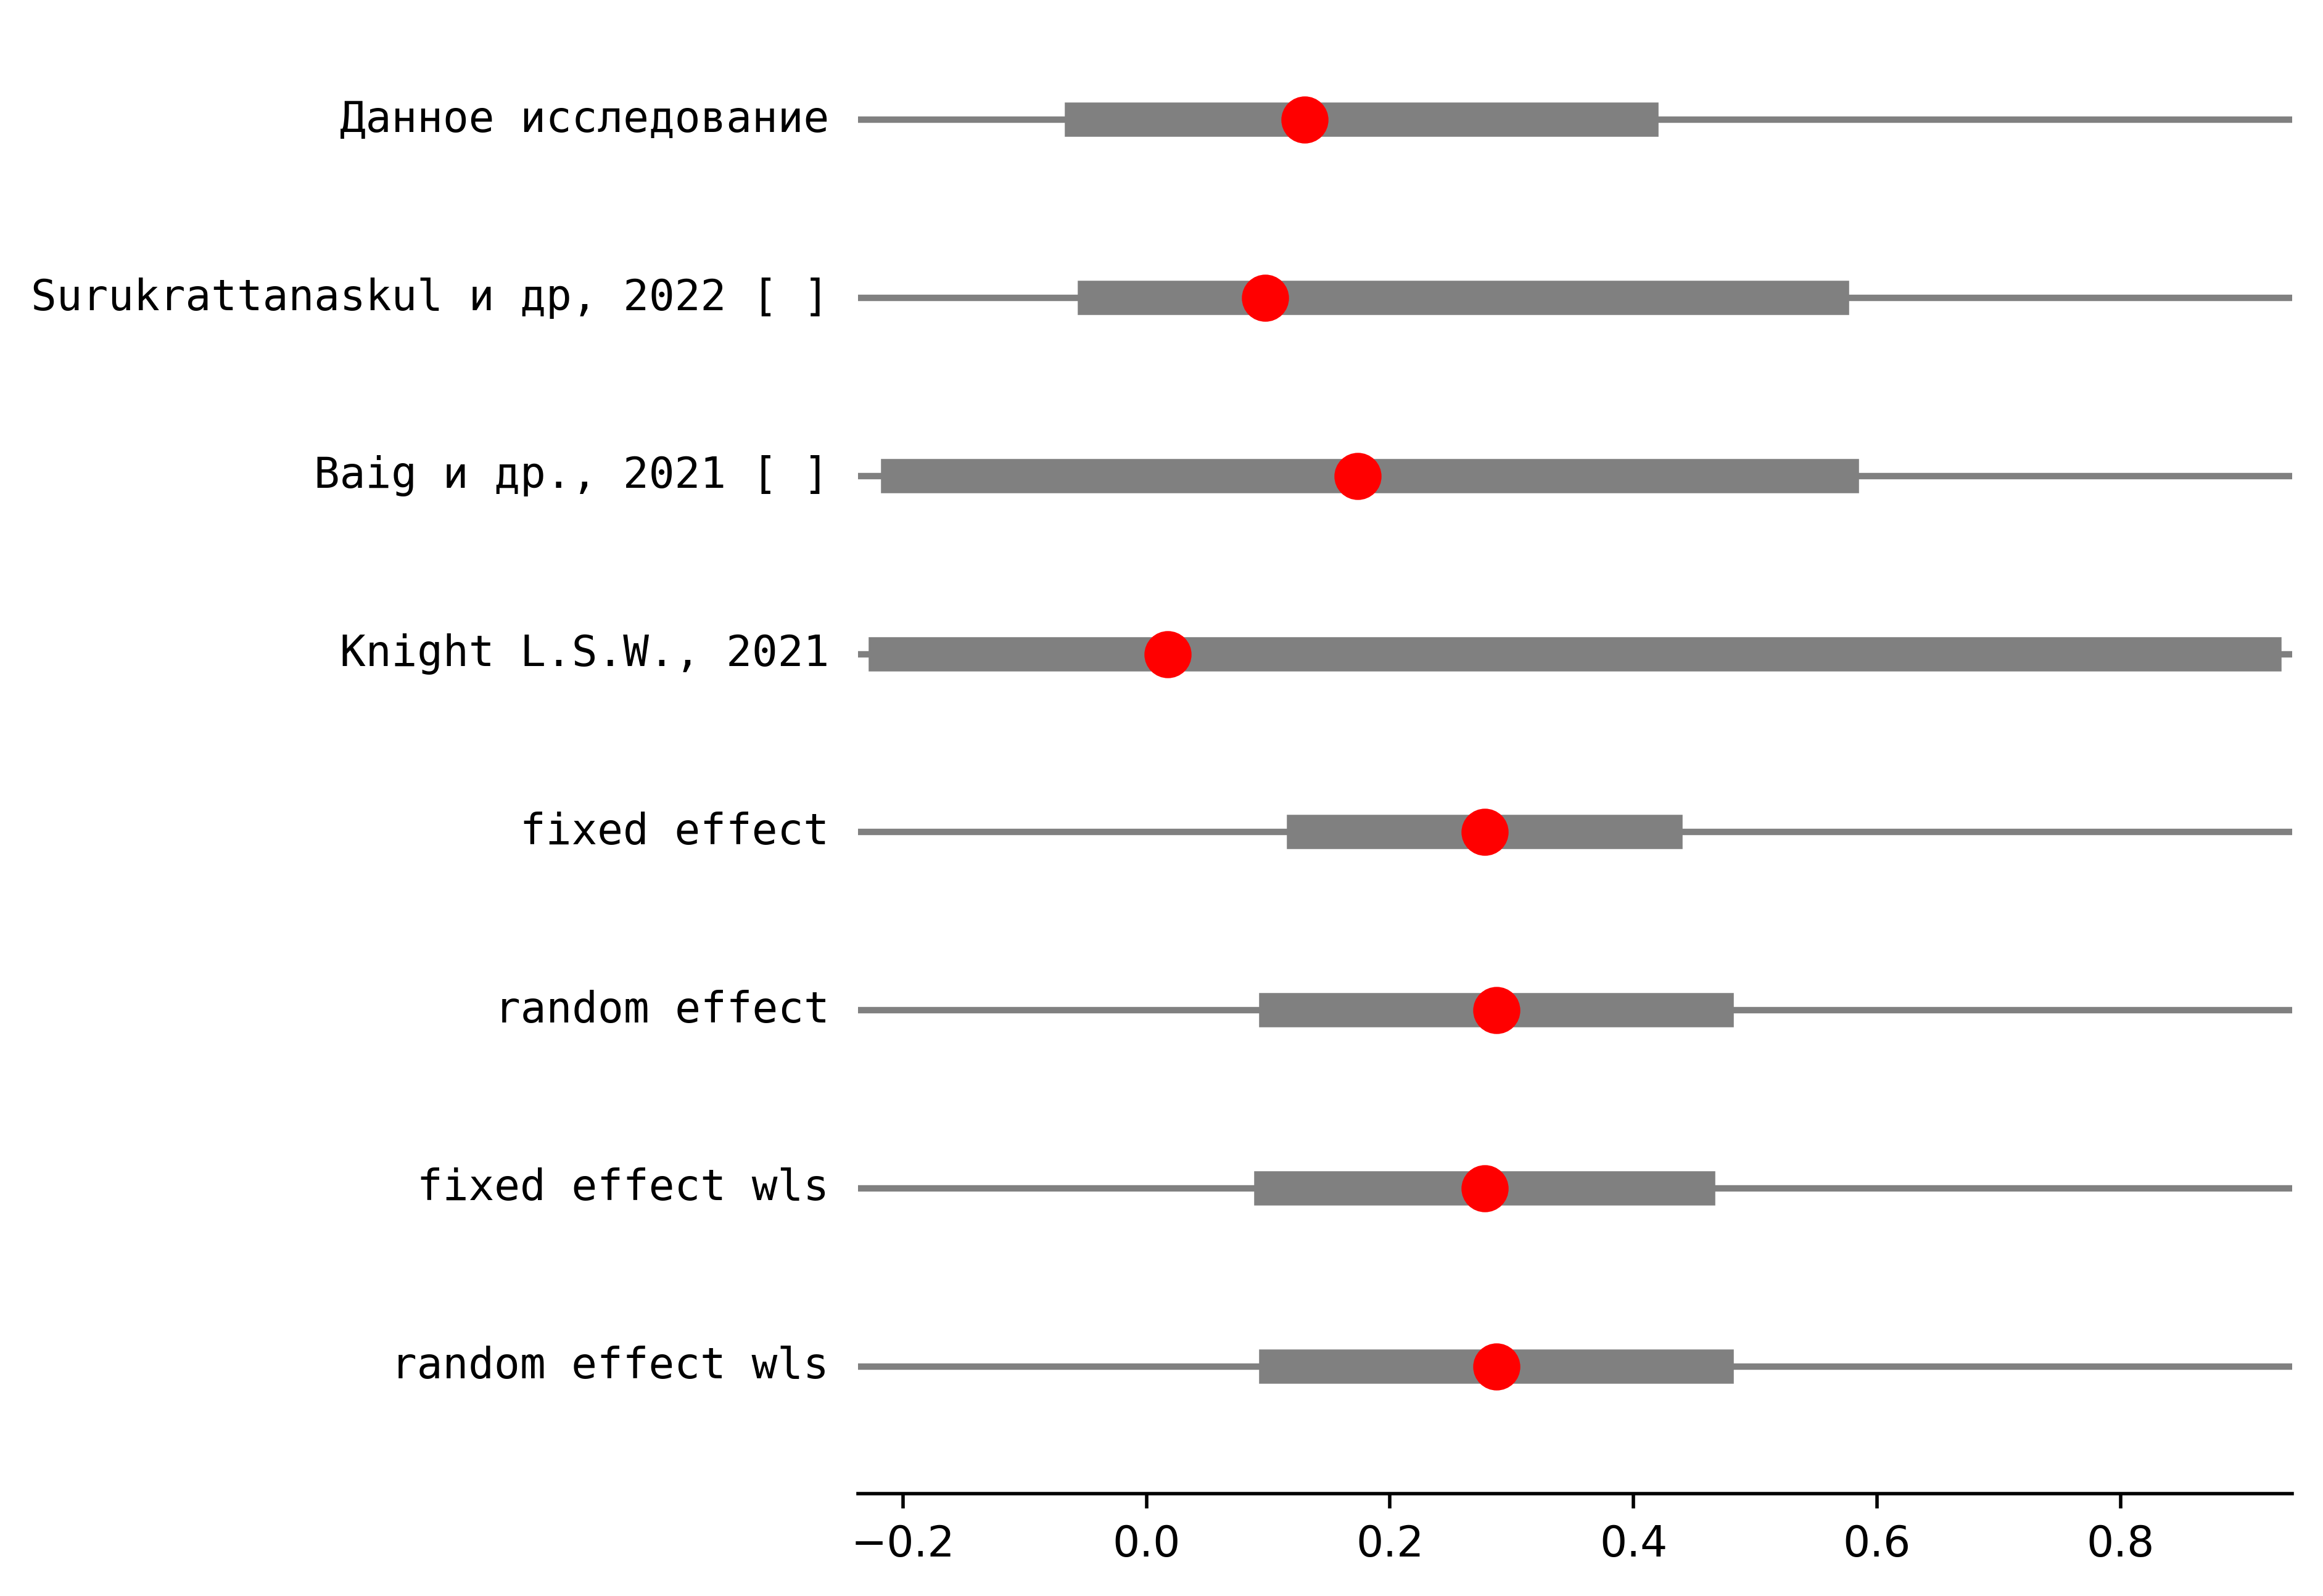 Данное исследование
Surukrattanaskul и др, 2022 [ ]
Baig и др., 2021 [ ]
Knight L.S.W., 2021
fixed effect
random effect
fixed effect wls
random effect wls
−0.2 0.0 0.2 0.4 0.6 0.8